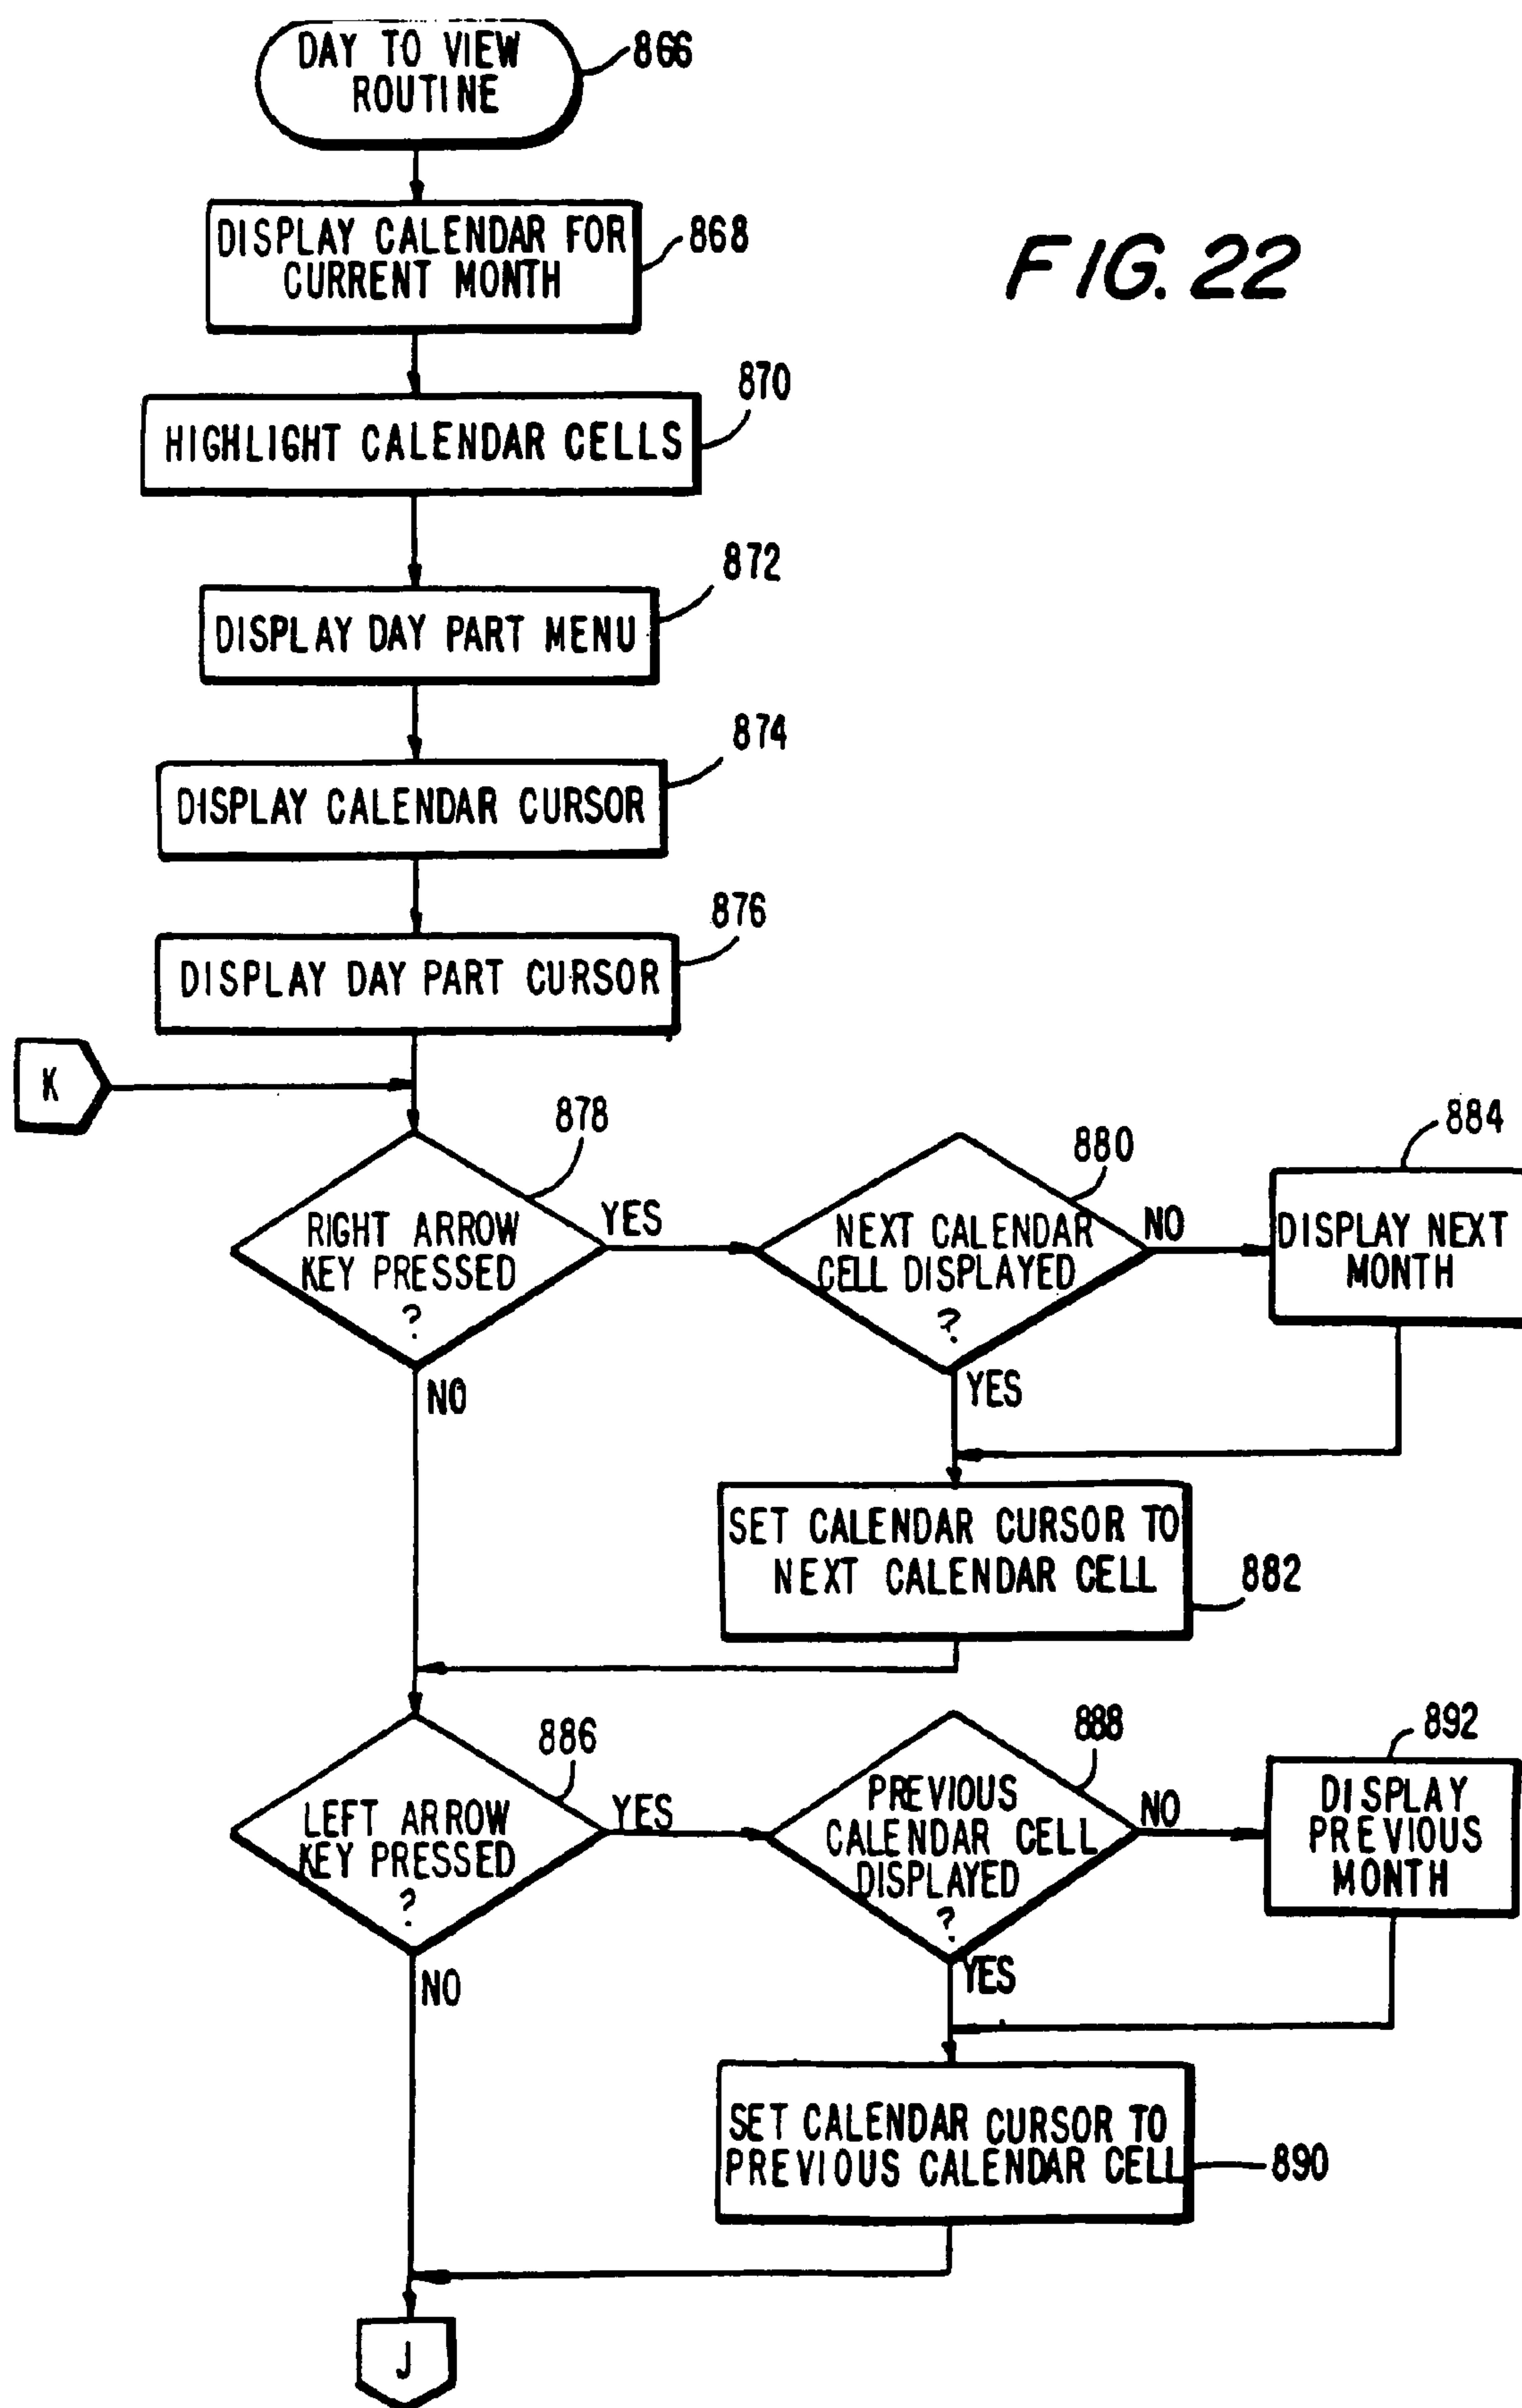 DAY TO VIEW
ROUTINE
866
DISPLAY CALENDAR FOR
CURRENT MONTH
868
FIG. 22
870
HIGHLIGHT CALENDAR CELLS
872
DISPLAY DAY PART MENU
874
DISPLAY CALENDAR CURSOR
876
DISPLAY DAY PART CURSOR
K
878
RIGHT ARROW
KEY PRESSED
?
YES
NO
880
NEXT CALENDAR
CELL DISPLAYED
?
NO
YES
884
DISPLAY NEXT
MONTH
SET CALENDAR CURSOR TO
NEXT CALENDAR CELL
882
886
LEFT ARROW
KEY PRESSED
?
YES
NO
888
PREVIOUS
CALENDAR CELL
DISPLAYED
?
NO
YES
892
DISPLAY
PREVIOUS
MONTH
SET CALENDAR CURSOR TO
PREVIOUS CALENDAR CELL
890
J